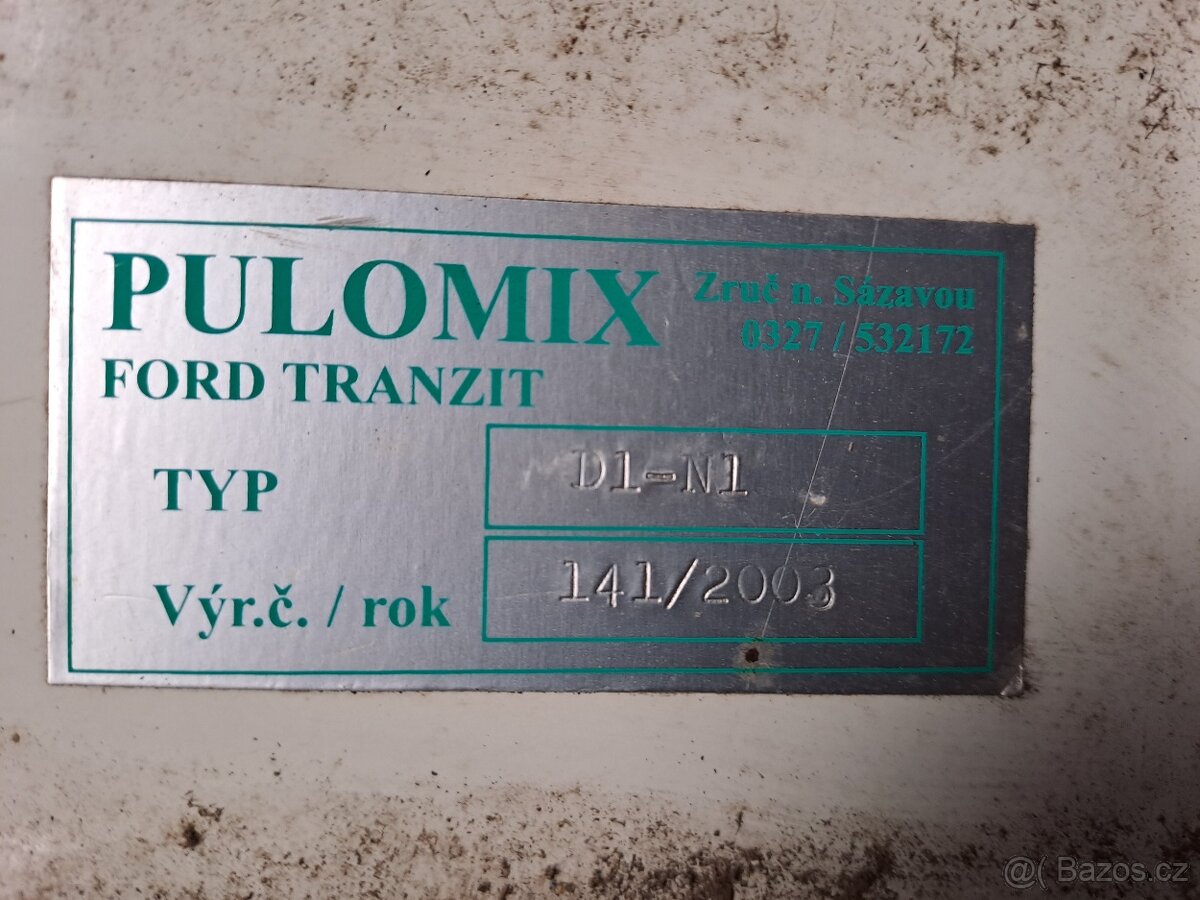 PULOMIX
Zruč n. Sázavou
0327 / 532172
FORD TRANZIT
TYP D1-N1
Výr.č. / rok 141/2003
@( Bazos.cz